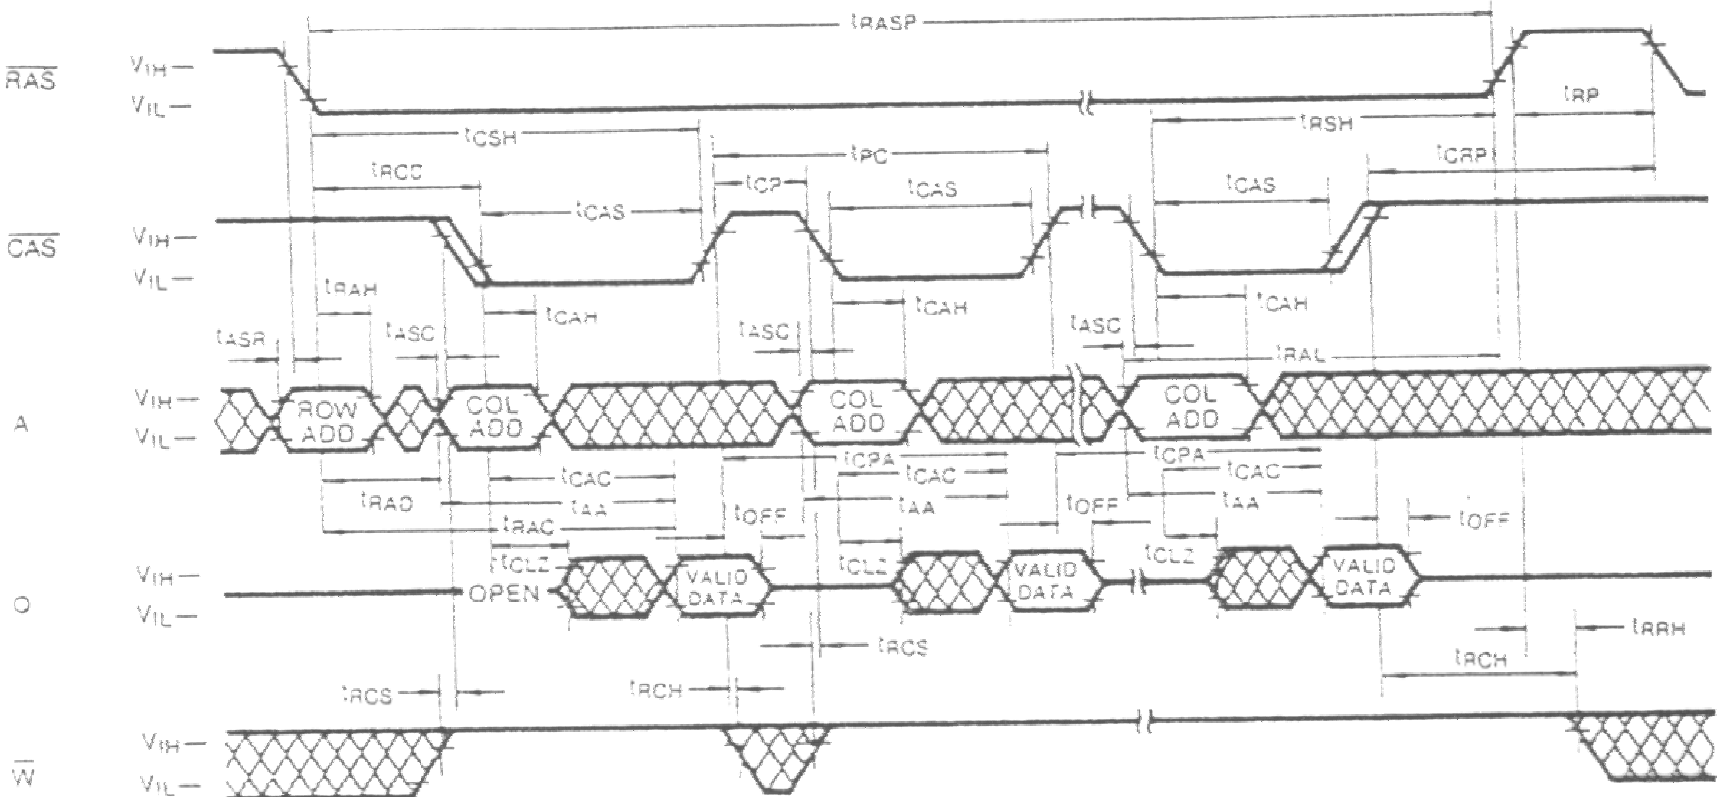 tRASP
RAS
VIH
VIL
tRP
tCSH
tRSH
tPC
tCRP
tRCD
tCP
tCAS
tCAS
tCAS
CAS
VIH
VIL
tRAH
tCAH
tCAH
tCAH
tASR
tASC
tASC
tASC
tRAL
A
VIH
VIL
ROW ADD
COL ADD
COL ADD
COL ADD
tCPA
tCPA
tCAC
tCAC
tCAC
tRAD
tAA
tAA
tAA
tRAC
tOFF
tOFF
tOFF
tCLZ
tCLZ
tCLZ
Q
VIH
VIL
OPEN
VALID DATA
VALID DATA
VALID DATA
tRCS
tRRH
tRCH
tRCS
tRCH
W
VIH
VIL